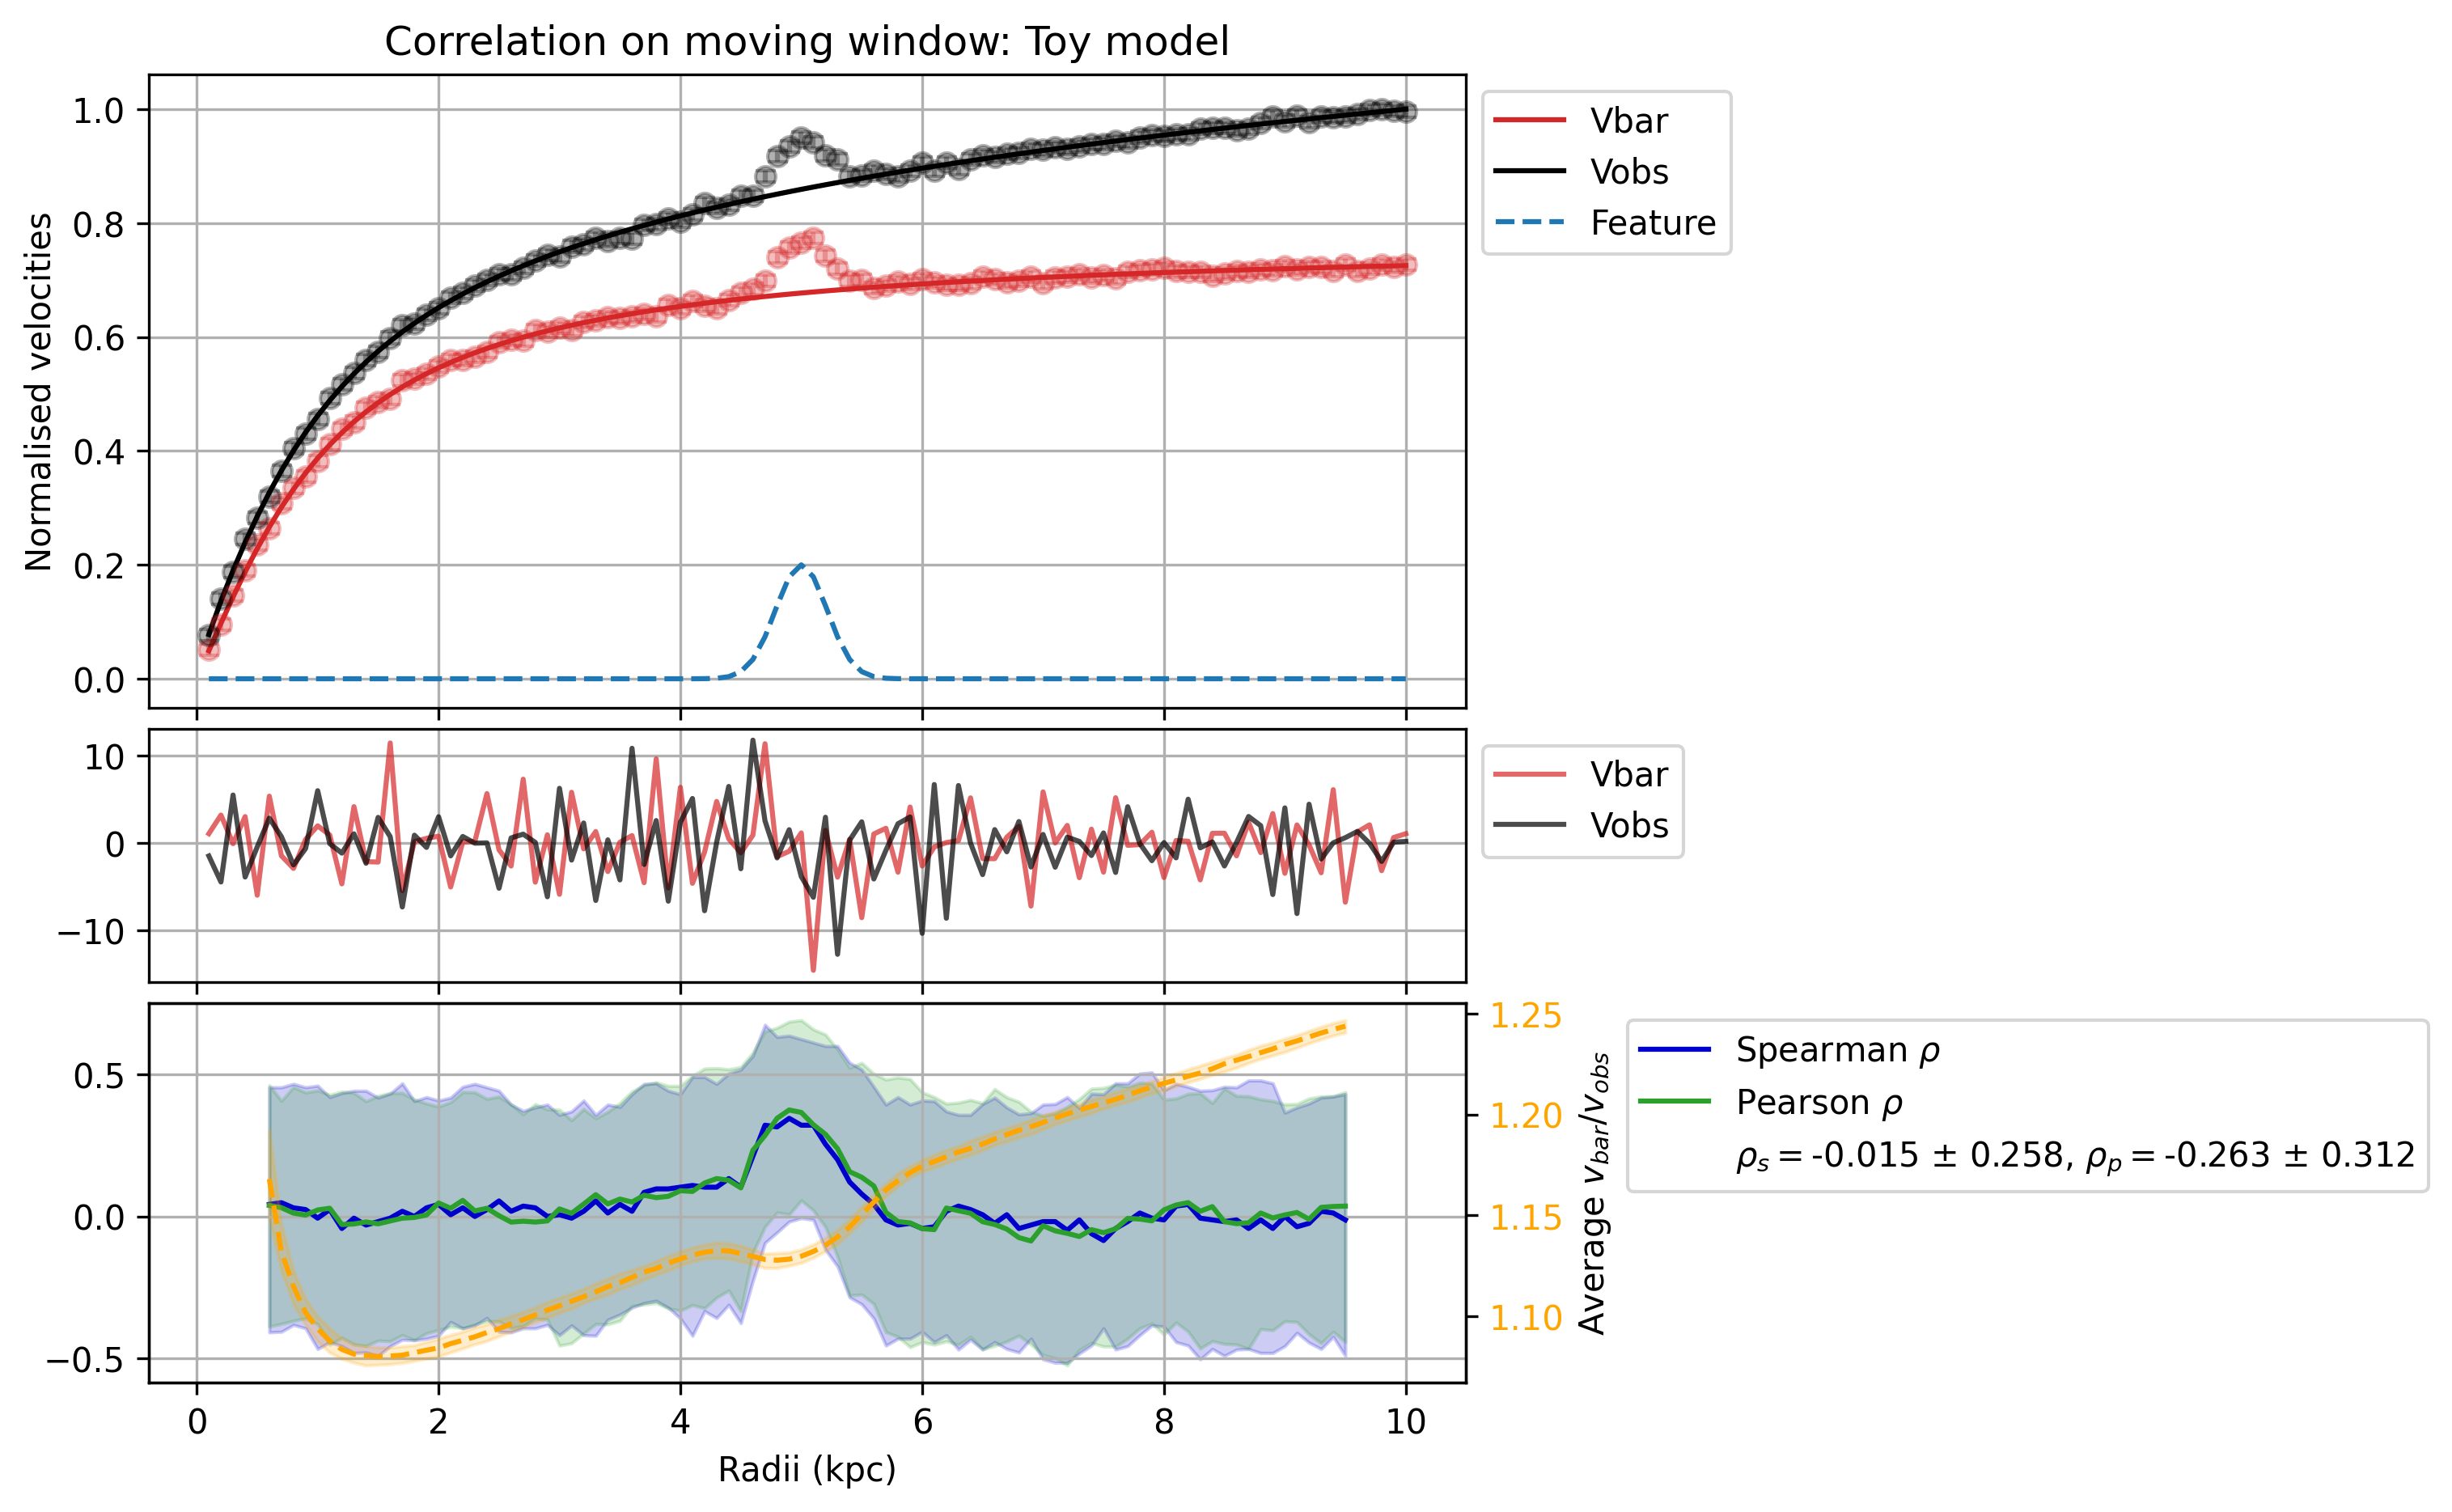 Correlation on moving window: Toy model
Normalised velocities
1.0
0.8
0.6
0.4
0.2
0.0
Vbar
Vobs
Feature
10
0
−10
Vbar
Vobs
0.5
0.0
−0.5
1.25
1.20
1.15
1.10
Average v_bar/v_obs
Spearman ρ
Pearson ρ
ρ_s = -0.015 ± 0.258, ρ_p = -0.263 ± 0.312
0 2 4 6 8 10
Radii (kpc)